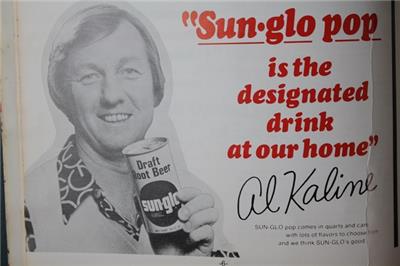 "Sun·glo pop
is the
designated
drink
at our home"
Al Kaline
Draft
Root Beer
sun·glo
SUN-GLO pop comes in quarts and cans
with lots of flavors to choose from
and we think SUN-GLO's good.
-6-